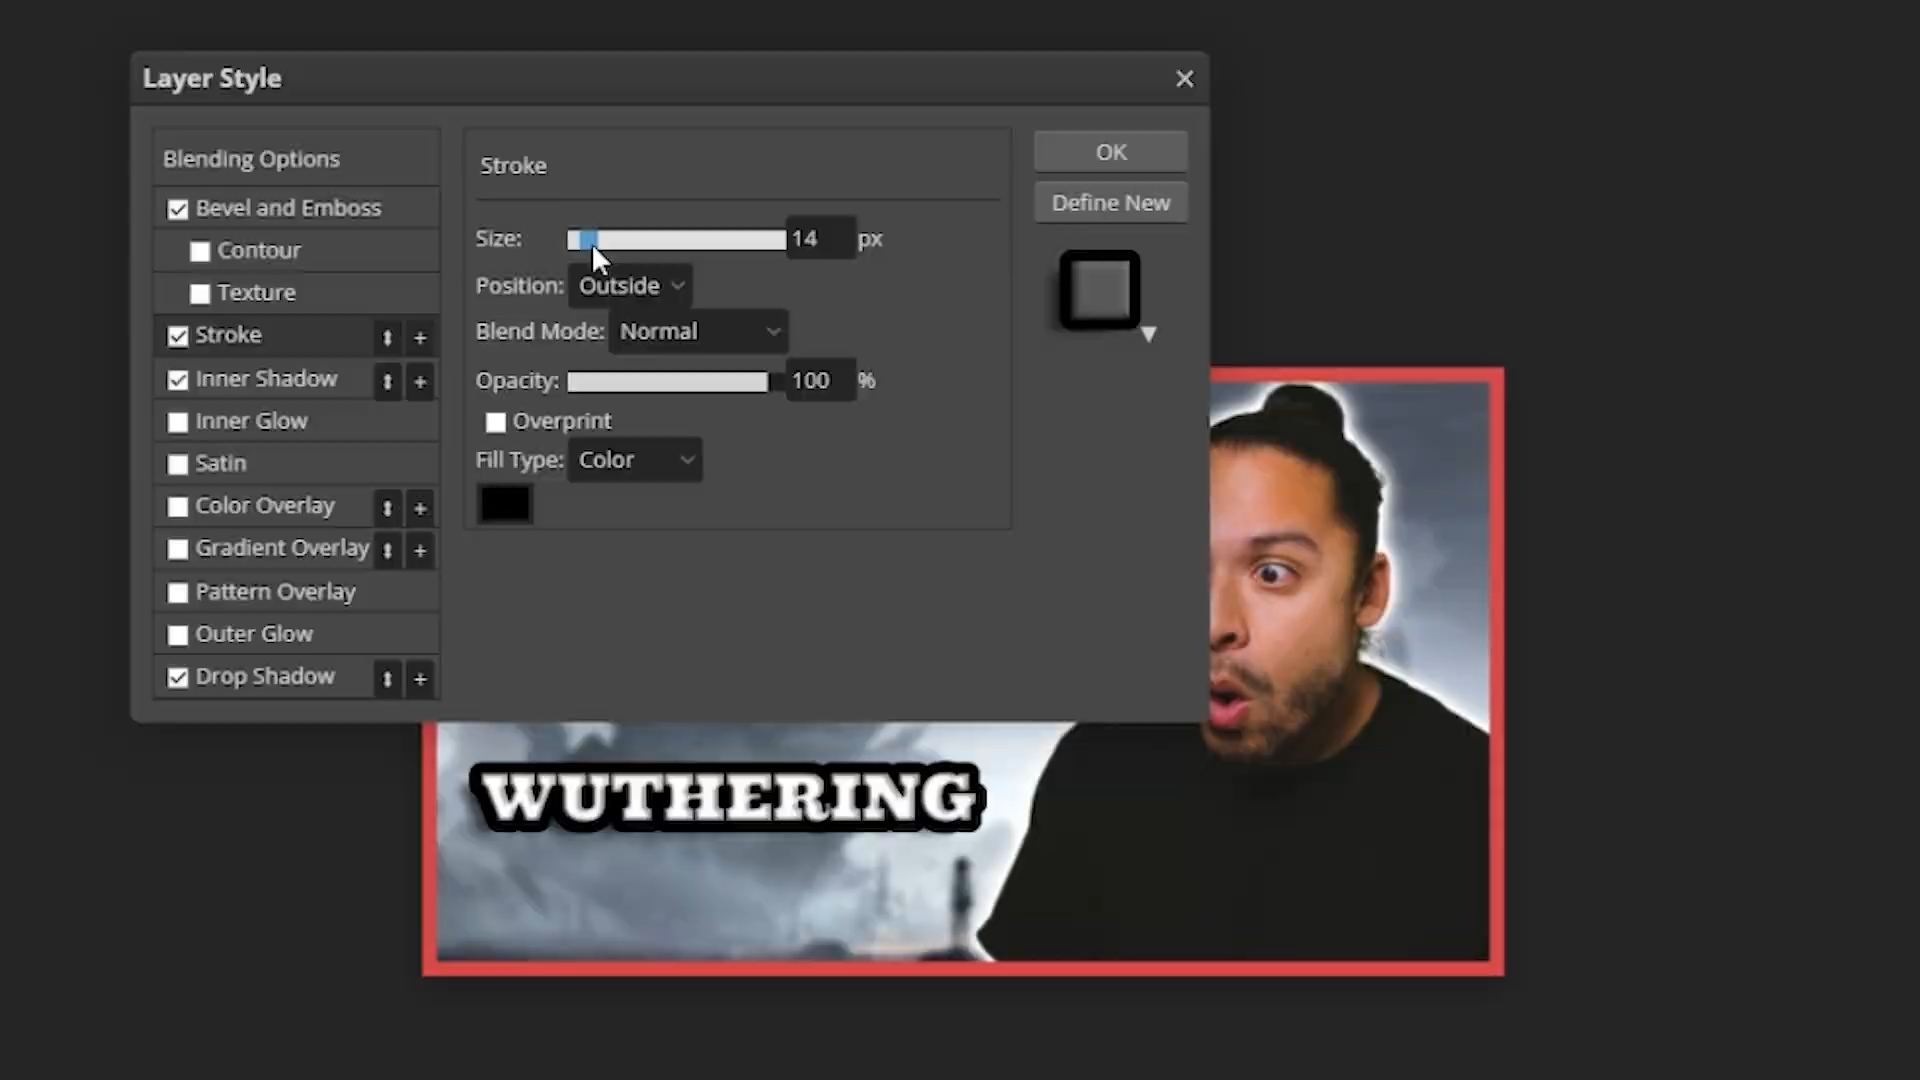 Layer Style
Blending Options
Bevel and Emboss
Contour
Texture
Stroke
Inner Shadow
Inner Glow
Satin
Color Overlay
Gradient Overlay
Pattern Overlay
Outer Glow
Drop Shadow
Stroke
Size: 14 px
Position: Outside
Blend Mode: Normal
Opacity: 100 %
Overprint
Fill Type: Color
OK
Define New
WUTHERING